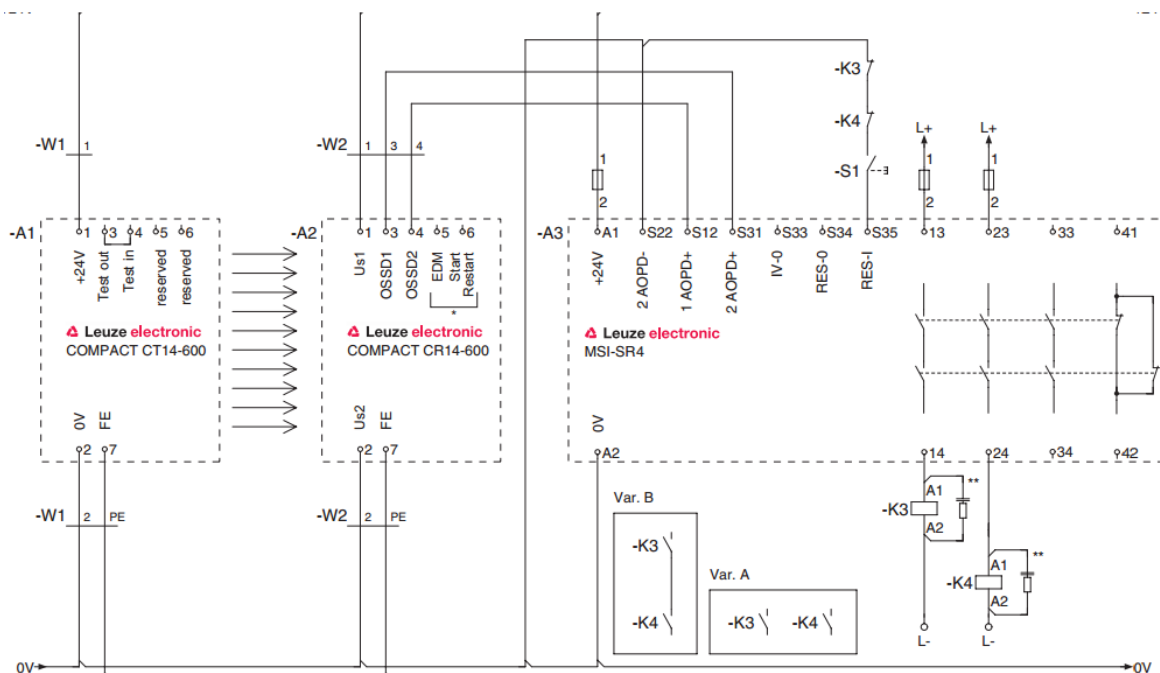 -K3
-K4
L+
L+
-W1
1
-W2
1
3
4
1
2
-S1
1
2
1
2
-A1
1
3
4
5
6
-A2
1
3
4
5
6
-A3
A1
S22
S12
S31
S33
S34
S35
13
23
33
41
+24V
Test out
Test in
reserved
reserved
Us1
OSSD1
OSSD2
EDM
Start
Restart
*
+24V
2 AOPD-
1 AOPD+
2 AOPD+
IV-0
RES-0
RES-I
Leuze electronic
COMPACT CT14-600
Leuze electronic
COMPACT CR14-600
Leuze electronic
MSI-SR4
0V
FE
Us2
FE
0V
2
7
2
7
A2
14
24
34
42
-W1
2
PE
-W2
2
PE
Var. B
-K3
-K4
Var. A
-K3
-K4
-K3
A1
A2
**
-K4
A1
A2
**
L-
L-
0V
0V